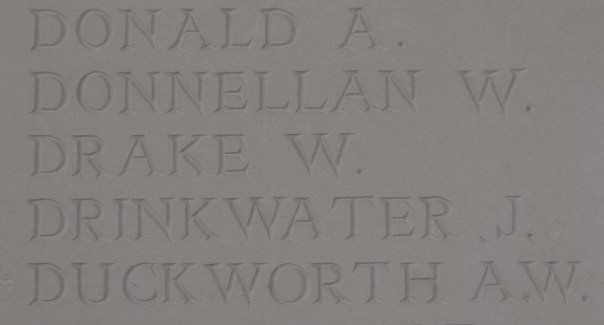 DONALD A.
DONNELLAN W.
DRAKE W.
DRINKWATER J.
DUCKWORTH A.W.